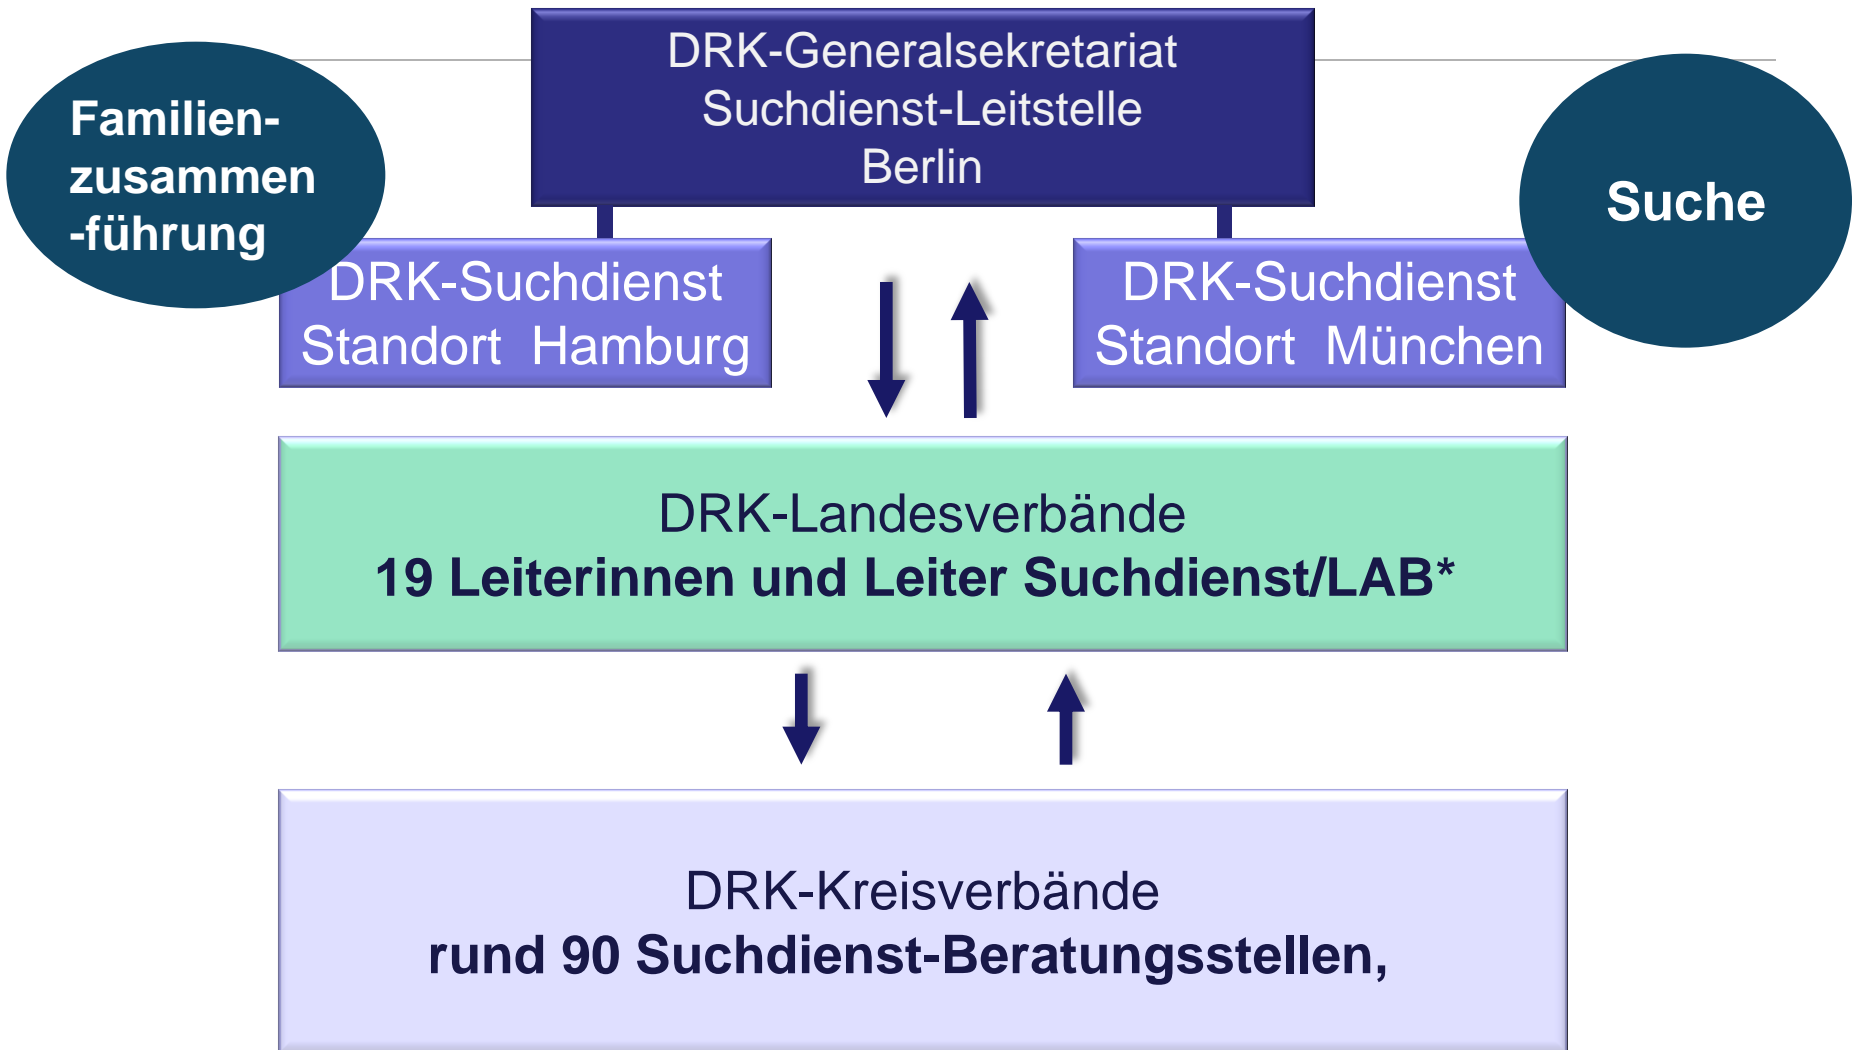 DRK-Generalsekretariat
Suchdienst-Leitstelle
Berlin
Familien-
zusammen
-führung
Suche
DRK-Suchdienst
Standort Hamburg
DRK-Suchdienst
Standort München
DRK-Landesverbände
19 Leiterinnen und Leiter Suchdienst/LAB*
DRK-Kreisverbände
rund 90 Suchdienst-Beratungsstellen,